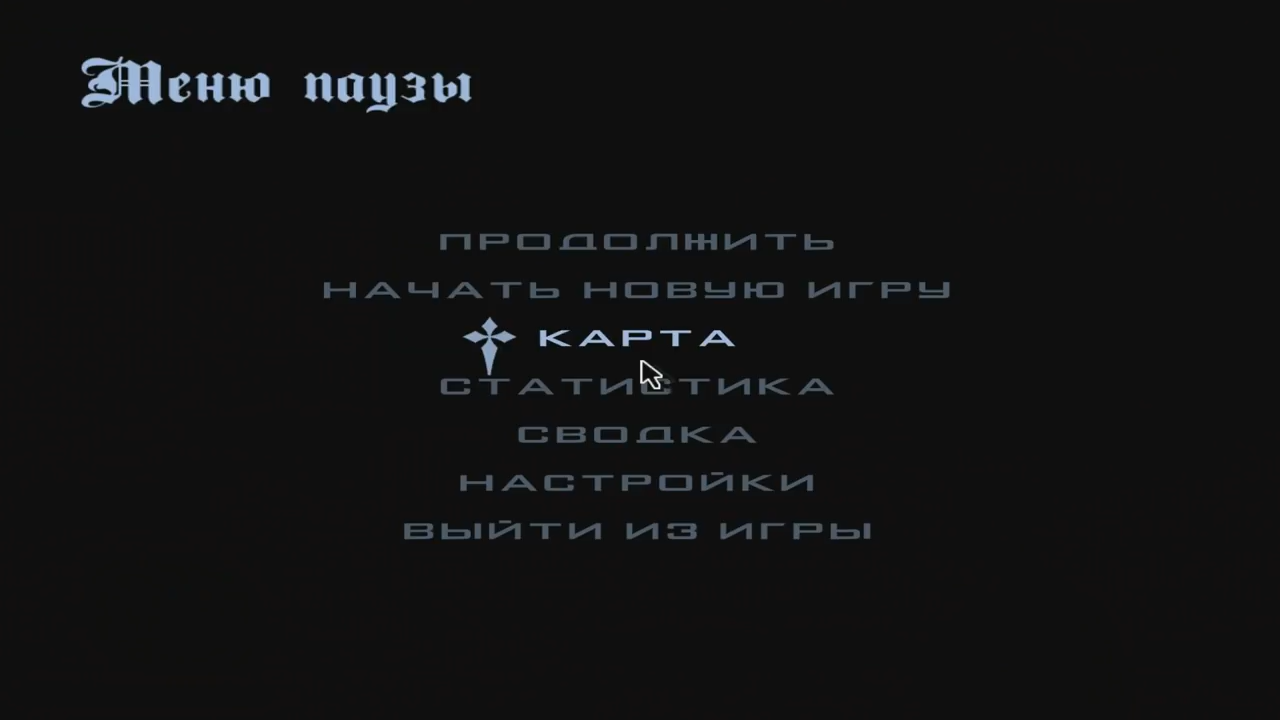 Меню паузы
ПРОДОЛЖИТЬ
НАЧАТЬ НОВУЮ ИГРУ
КАРТА
СТАТИСТИКА
СВОДКА
НАСТРОЙКИ
ВЫЙТИ ИЗ ИГРЫ